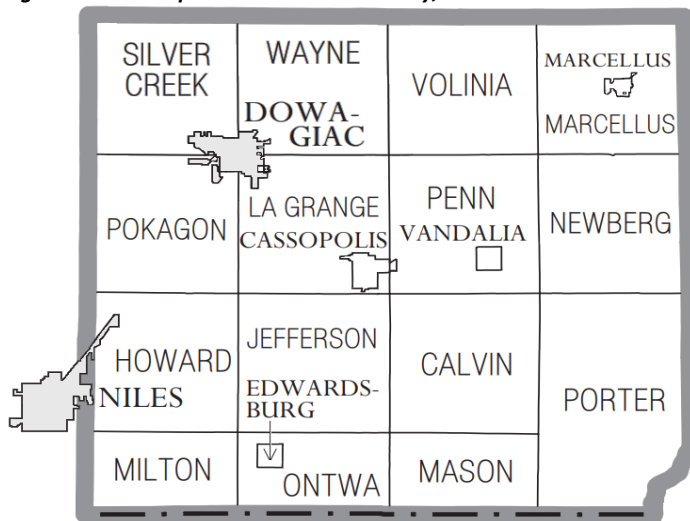 SILVER
CREEK
WAYNE
VOLINIA
MARCELLUS
MARCELLUS
DOWA-
GIAC
POKAGON
LA GRANGE
CASSOPOLIS
PENN
VANDALIA
NEWBERG
HOWARD
NILES
JEFFERSON
EDWARDS-
BURG
CALVIN
PORTER
MILTON
ONTWA
MASON